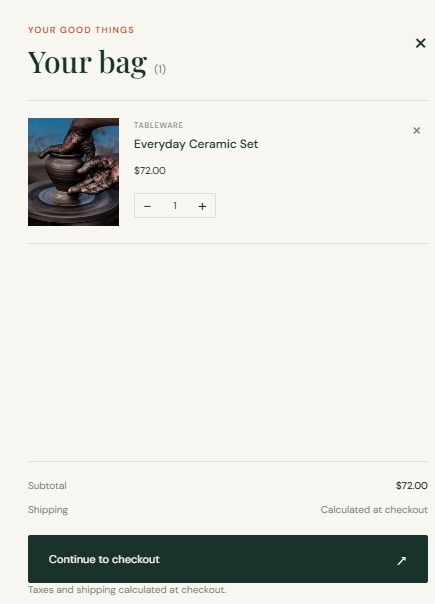 YOUR GOOD THINGS
Your bag (1)
TABLEWARE
Everyday Ceramic Set
$72.00
− 1 +
Subtotal $72.00
Shipping Calculated at checkout
Continue to checkout ↗
Taxes and shipping calculated at checkout.